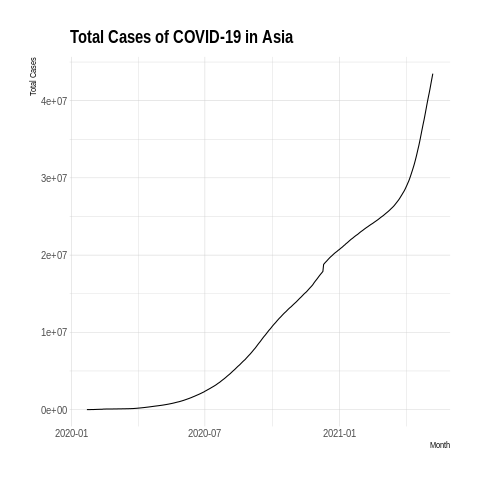 Total Cases of COVID-19 in Asia
Total Cases
4e+07
3e+07
2e+07
1e+07
0e+00
2020-01 2020-07 2021-01
Month